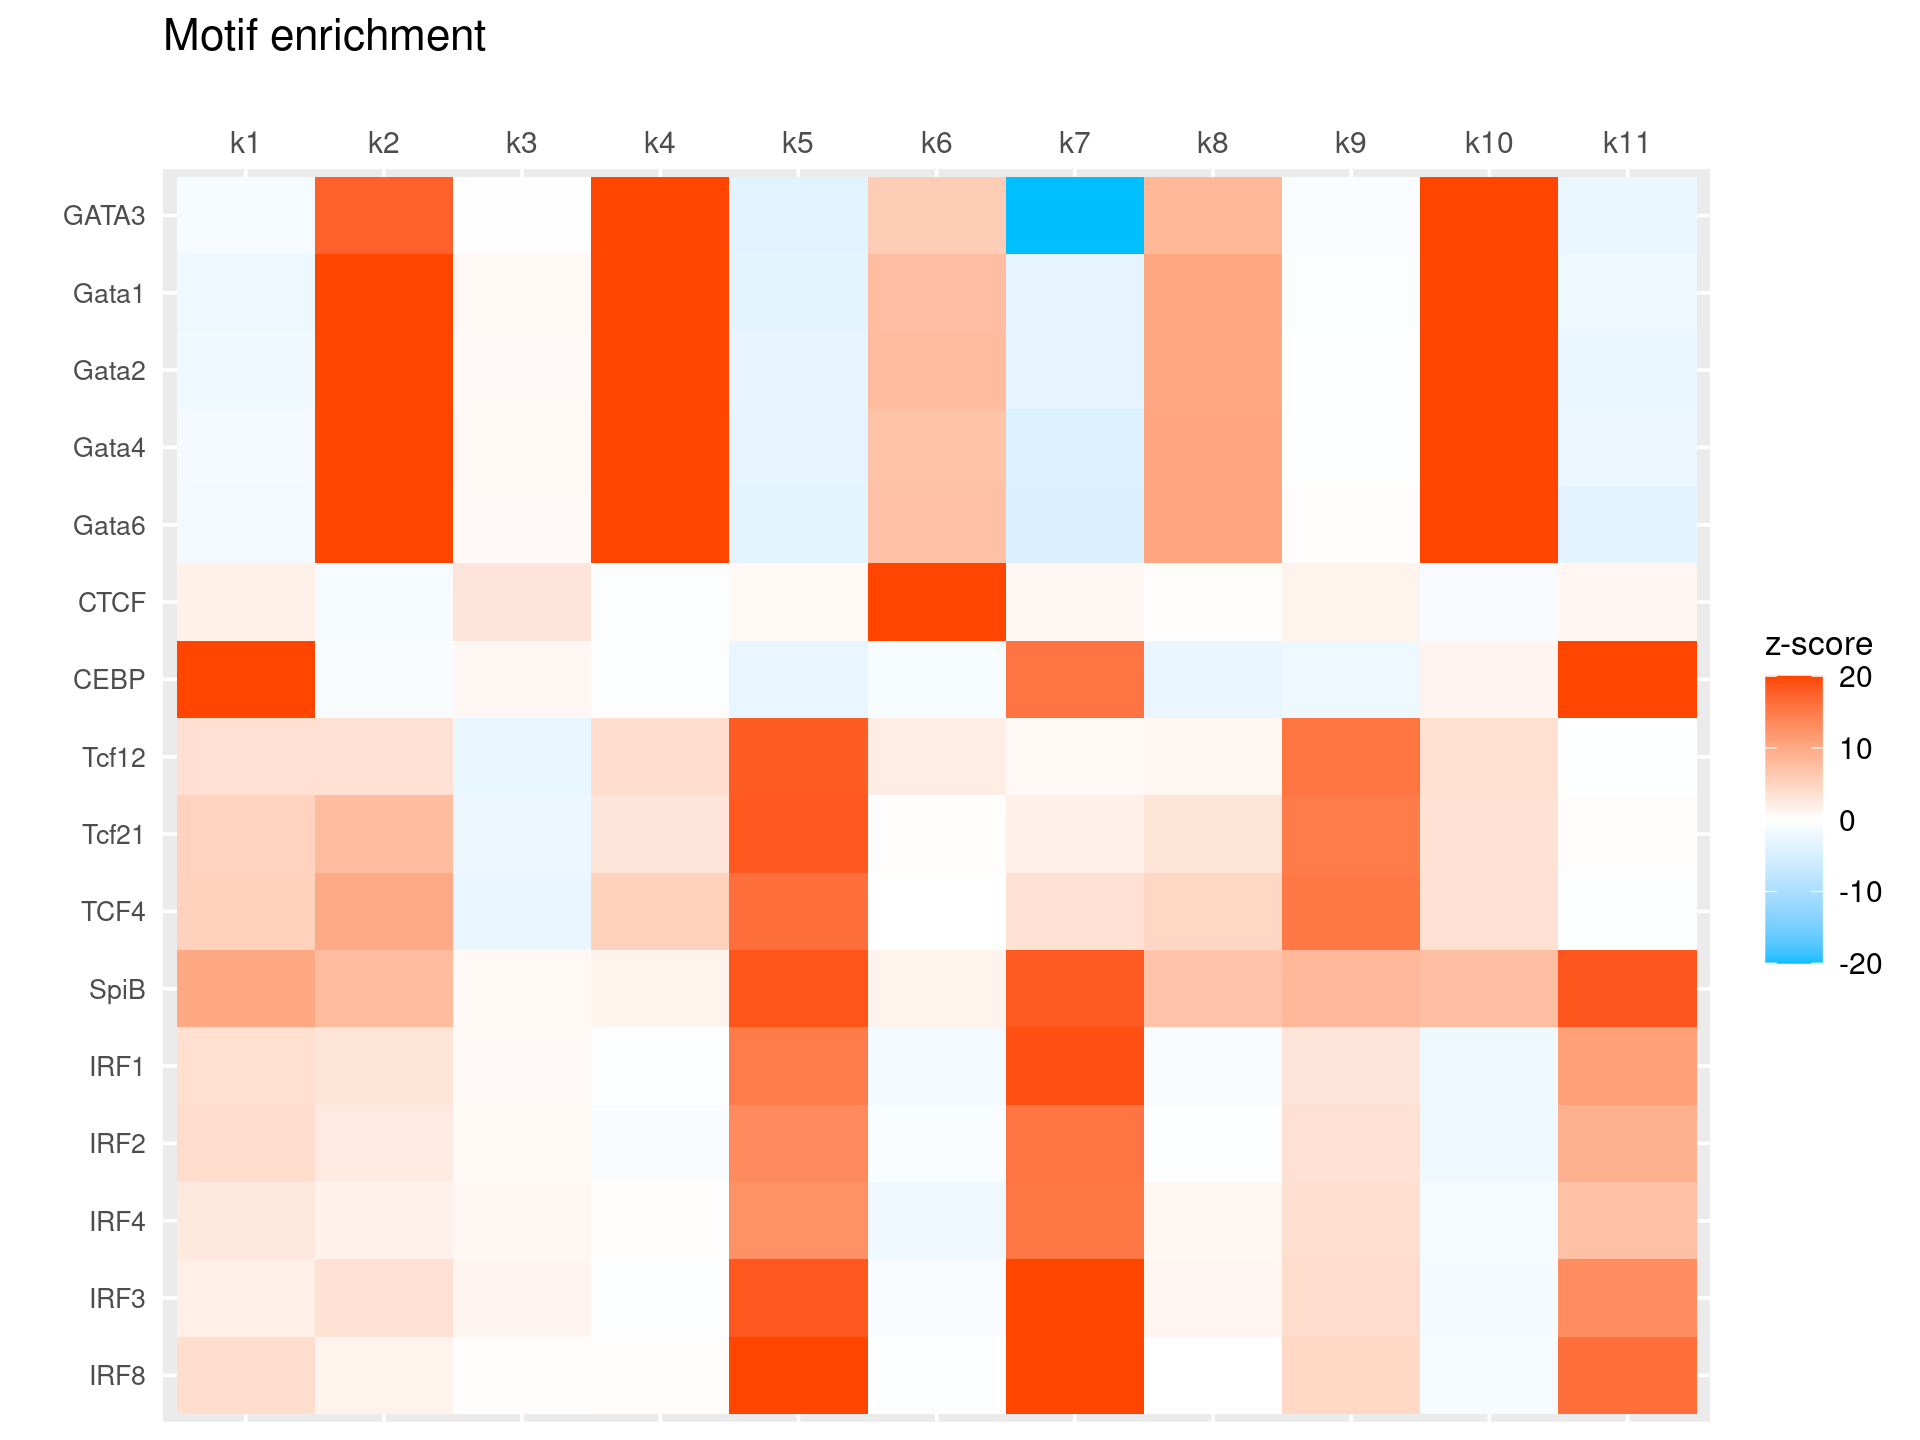 Motif enrichment
k1 k2 k3 k4 k5 k6 k7 k8 k9 k10 k11
GATA3
Gata1
Gata2
Gata4
Gata6
CTCF
CEBP
Tcf12
Tcf21
TCF4
SpiB
IRF1
IRF2
IRF4
IRF3
IRF8
z-score
20
10
0
-10
-20